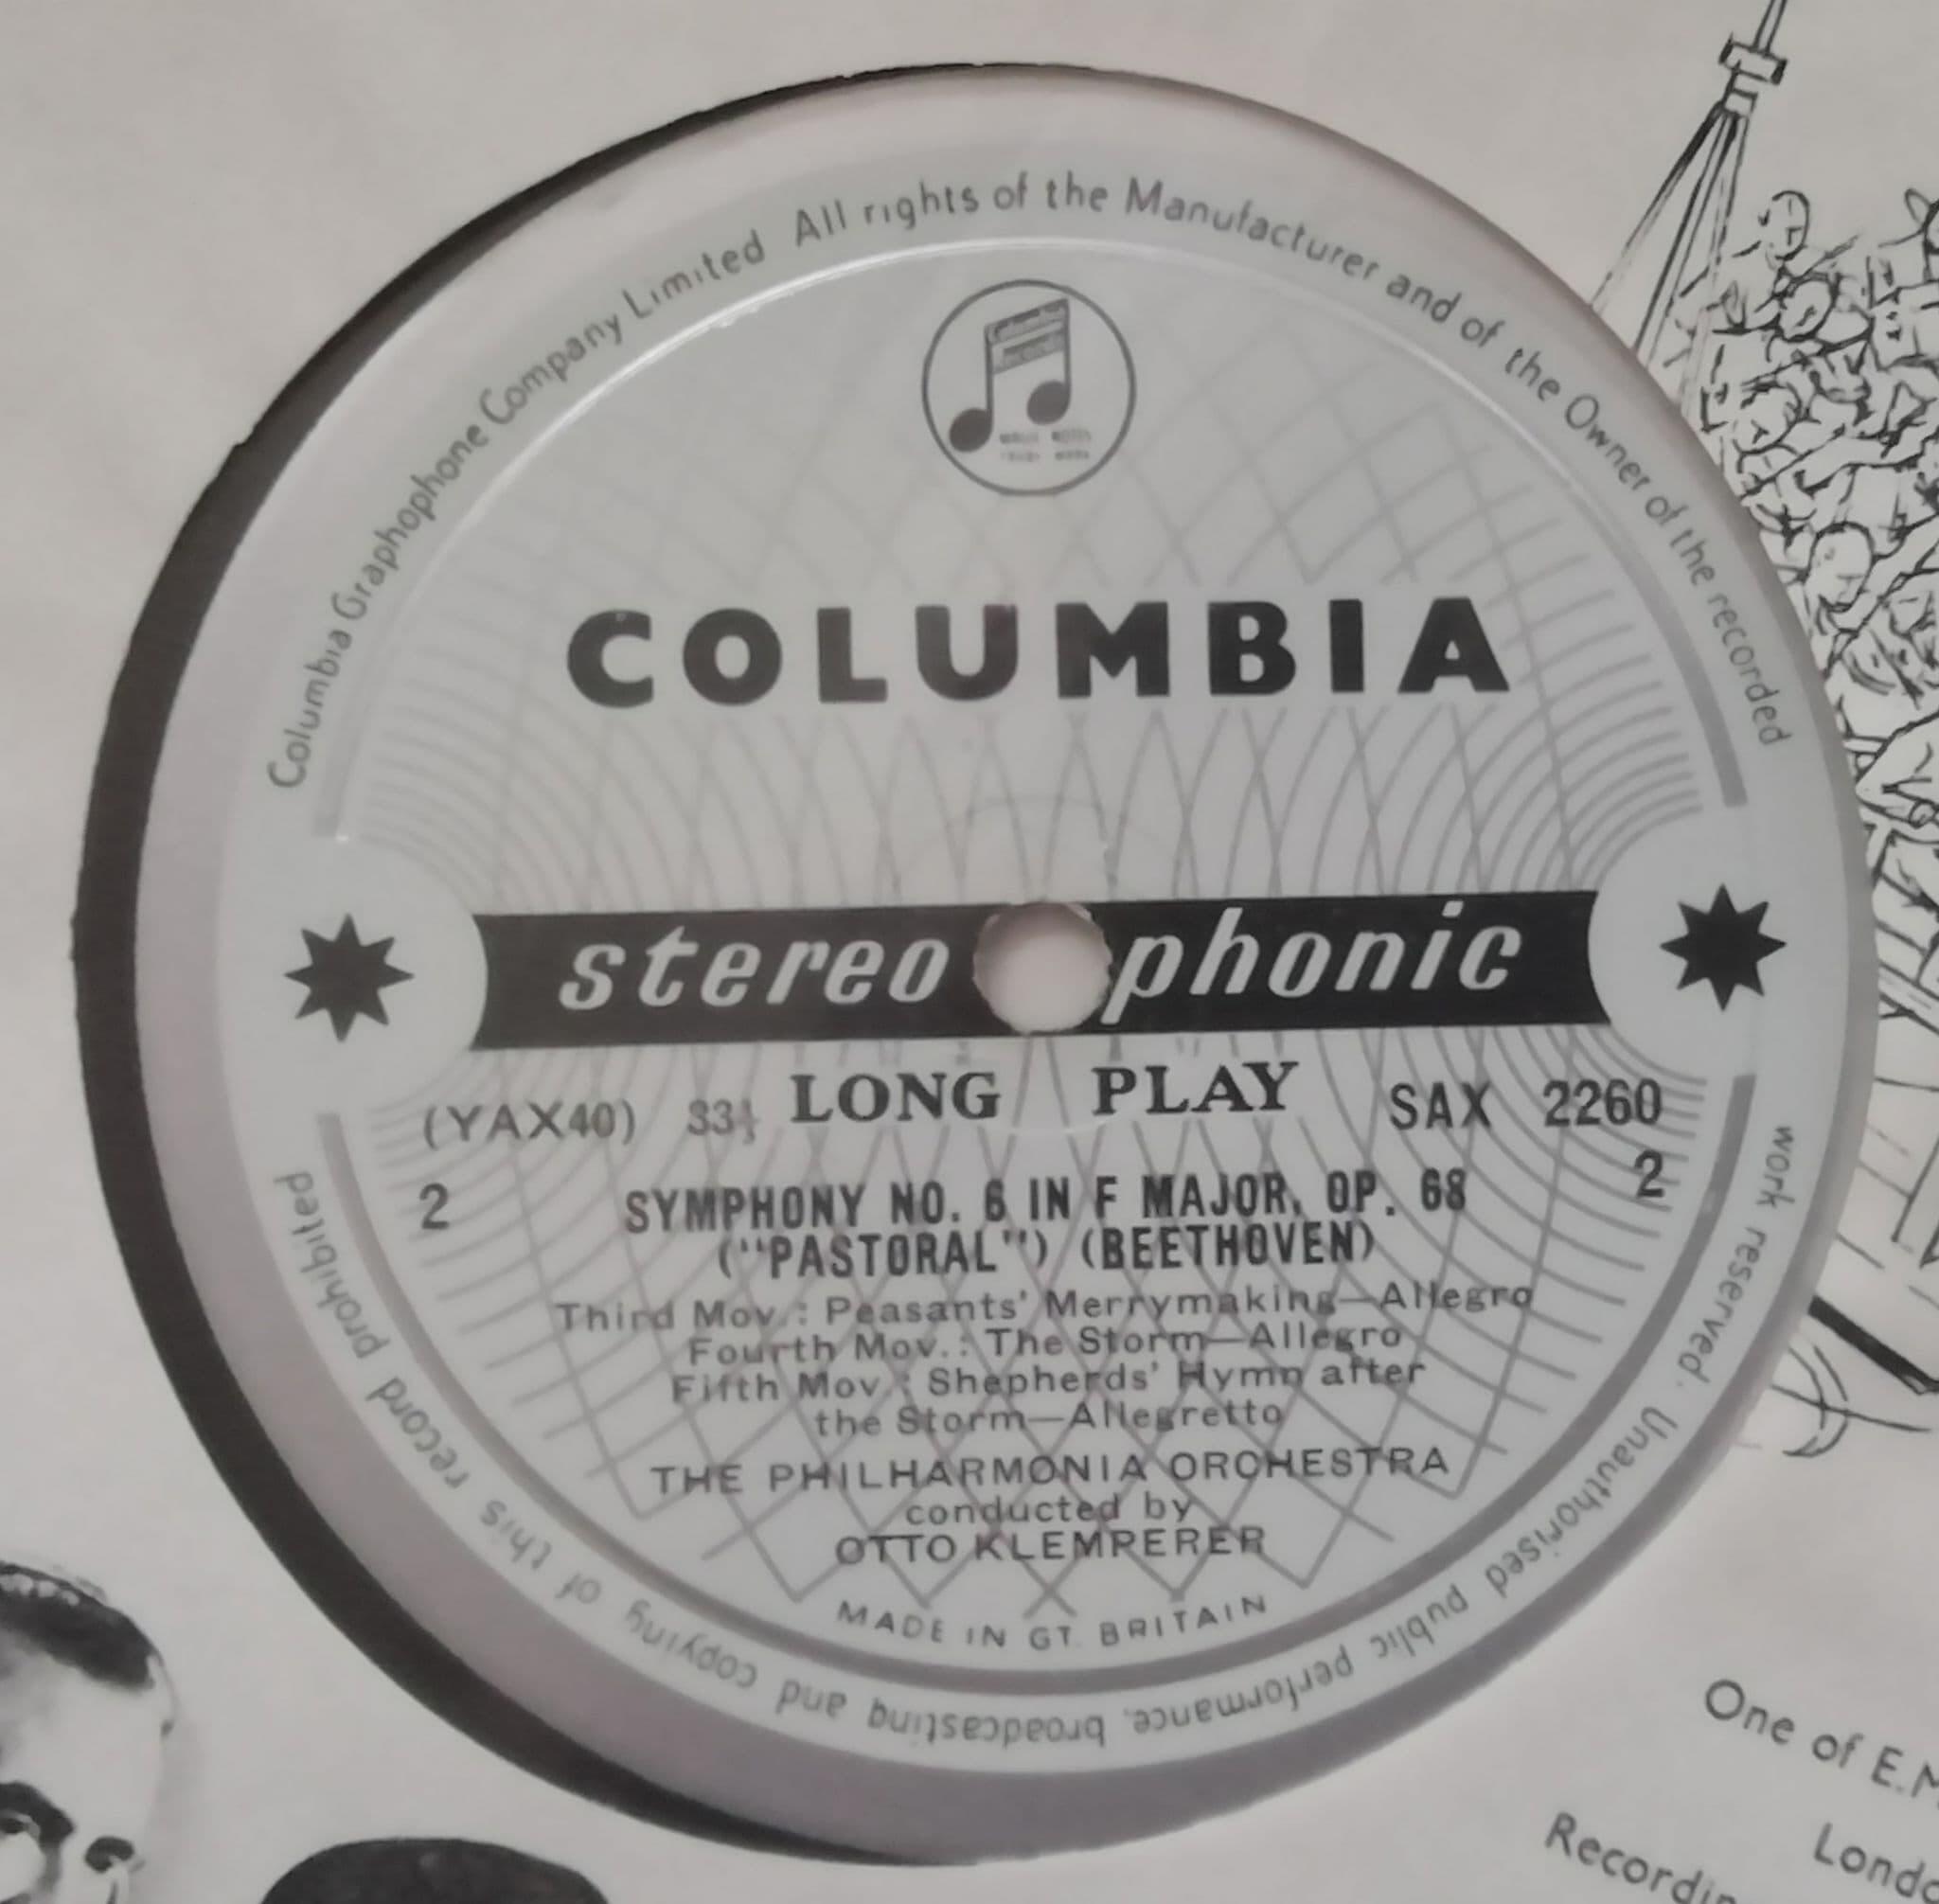 Columbia Graphophone Company Limited All rights of the Manufacturer and of the Owner of the recorded
work reserved. Unauthorised public performance, broadcasting and copying of this record prohibited
COLUMBIA
stereo phonic
(YAX40) 33⅓ LONG PLAY SAX 2260
2 2
SYMPHONY NO. 6 IN F MAJOR, OP. 68
("PASTORAL") (BEETHOVEN)
Third Mov.: Peasants' Merrymaking—Allegro
Fourth Mov.: The Storm—Allegro
Fifth Mov.: Shepherds' Hymn after
the Storm—Allegretto
THE PHILHARMONIA ORCHESTRA
conducted by
OTTO KLEMPERER
MADE IN GT. BRITAIN
One of